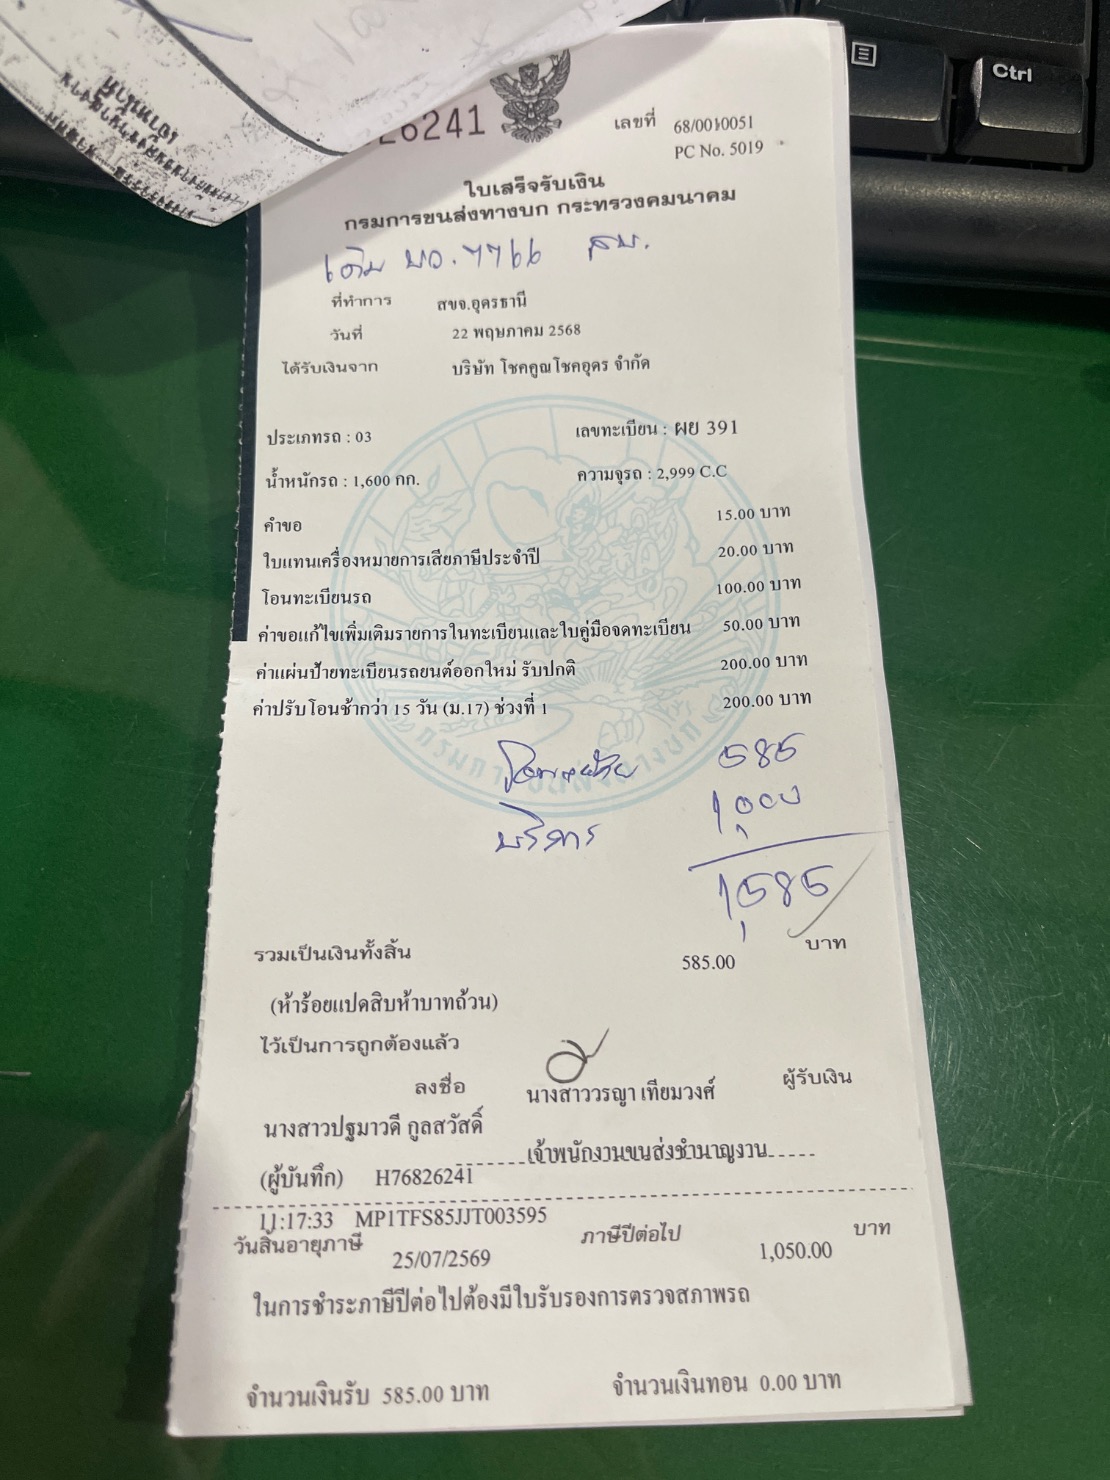 26241
เลขที่ 68/0010051
PC No. 5019
ใบเสร็จรับเงิน
กรมการขนส่งทางบก กระทรวงคมนาคม
เดิม บอ.7766 สบ.
ที่ทำการ สขจ.อุดรธานี
วันที่ 22 พฤษภาคม 2568
ได้รับเงินจาก บริษัท โชคคูณโชคอุดร จำกัด
ประเภทรถ : 03 เลขทะเบียน : ผย 391
น้ำหนักรถ : 1,600 กก. ความจุรถ : 2,999 C.C
คำขอ 15.00 บาท
ใบแทนเครื่องหมายการเสียภาษีประจำปี 20.00 บาท
โอนทะเบียนรถ 100.00 บาท
ค่าขอแก้ไขเพิ่มเติมรายการในทะเบียนและใบคู่มือจดทะเบียน 50.00 บาท
ค่าแผ่นป้ายทะเบียนรถยนต์ออกใหม่ รับปกติ 200.00 บาท
ค่าปรับโอนช้ากว่า 15 วัน (ม.17) ช่วงที่ 1 200.00 บาท
585
บริการ 1,000
1,585
รวมเป็นเงินทั้งสิ้น 585.00 บาท
(ห้าร้อยแปดสิบห้าบาทถ้วน)
ไว้เป็นการถูกต้องแล้ว
ลงชื่อ นางสาววรญา เทียมวงศ์ ผู้รับเงิน
นางสาวปฐมาวดี กูลสวัสดิ์
เจ้าพนักงานขนส่งชำนาญงาน
(ผู้บันทึก) H76826241
11:17:33 MP1TFS85JJT003595
วันสิ้นอายุภาษี 25/07/2569 ภาษีปีต่อไป 1,050.00 บาท
ในการชำระภาษีปีต่อไปต้องมีใบรับรองการตรวจสภาพรถ
จำนวนเงินรับ 585.00 บาท จำนวนเงินทอน 0.00 บาท
Ctrl